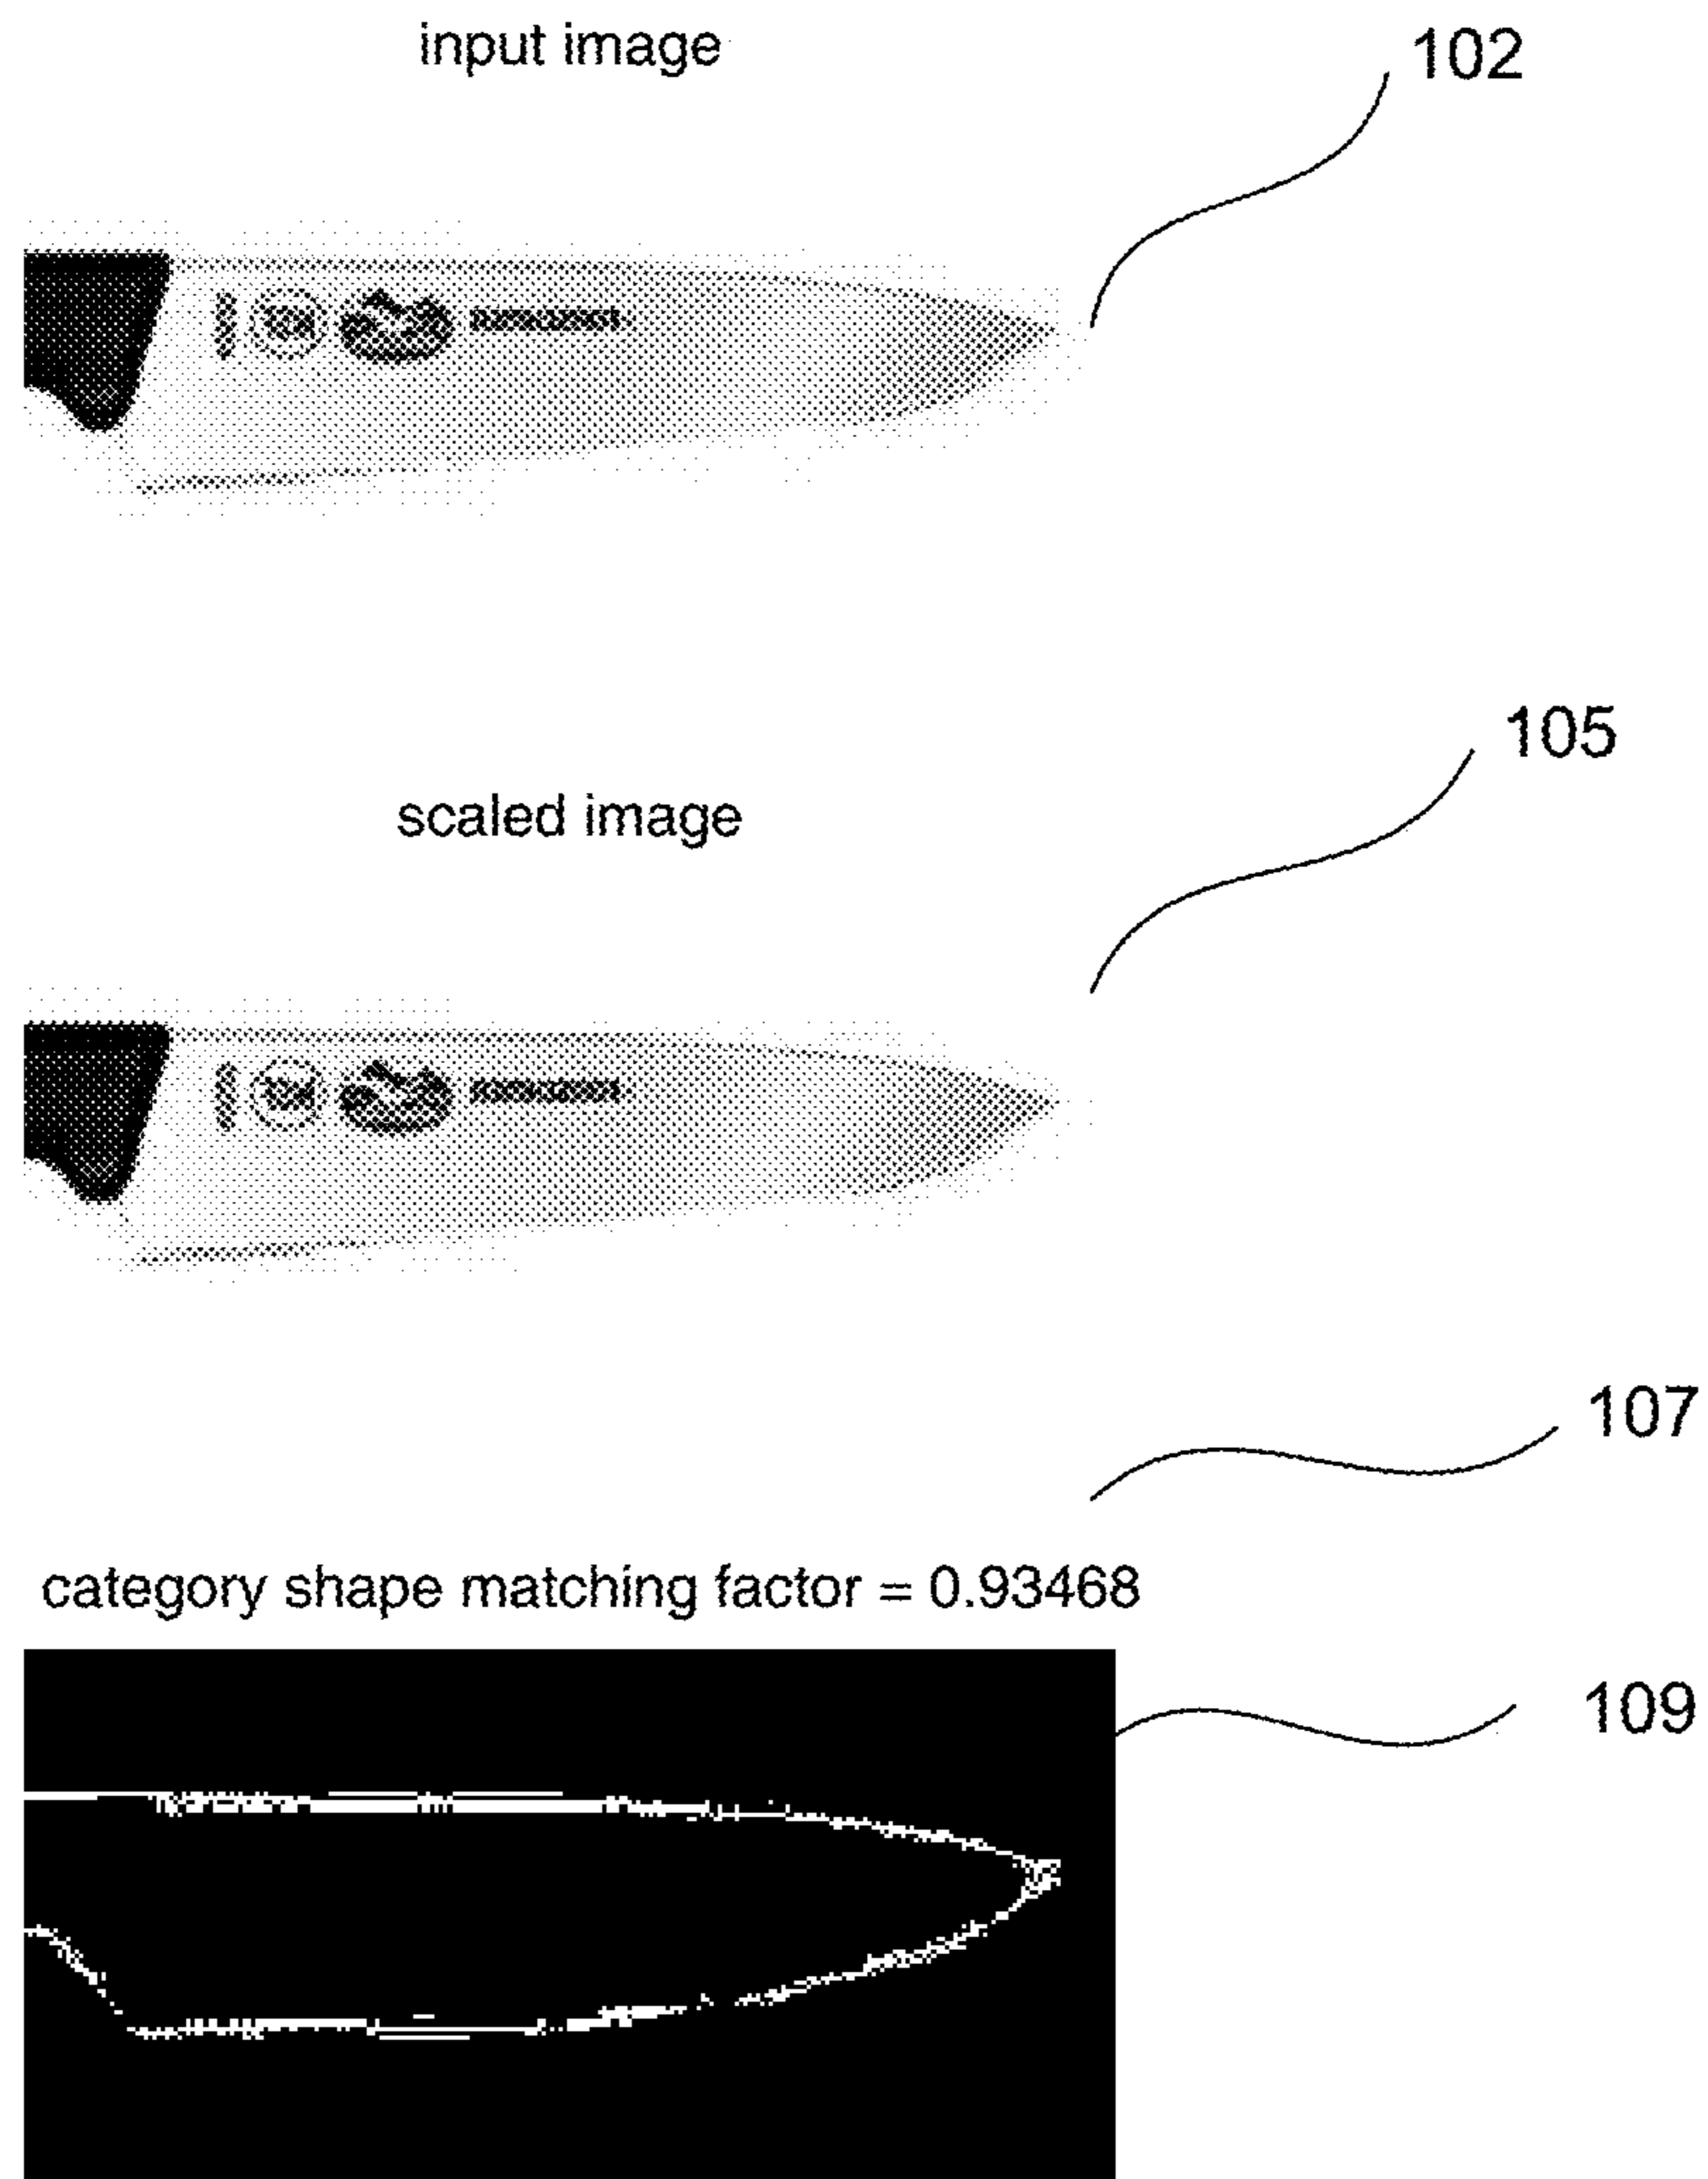 input image
102
105
scaled image
107
category shape matching factor = 0.93468
109